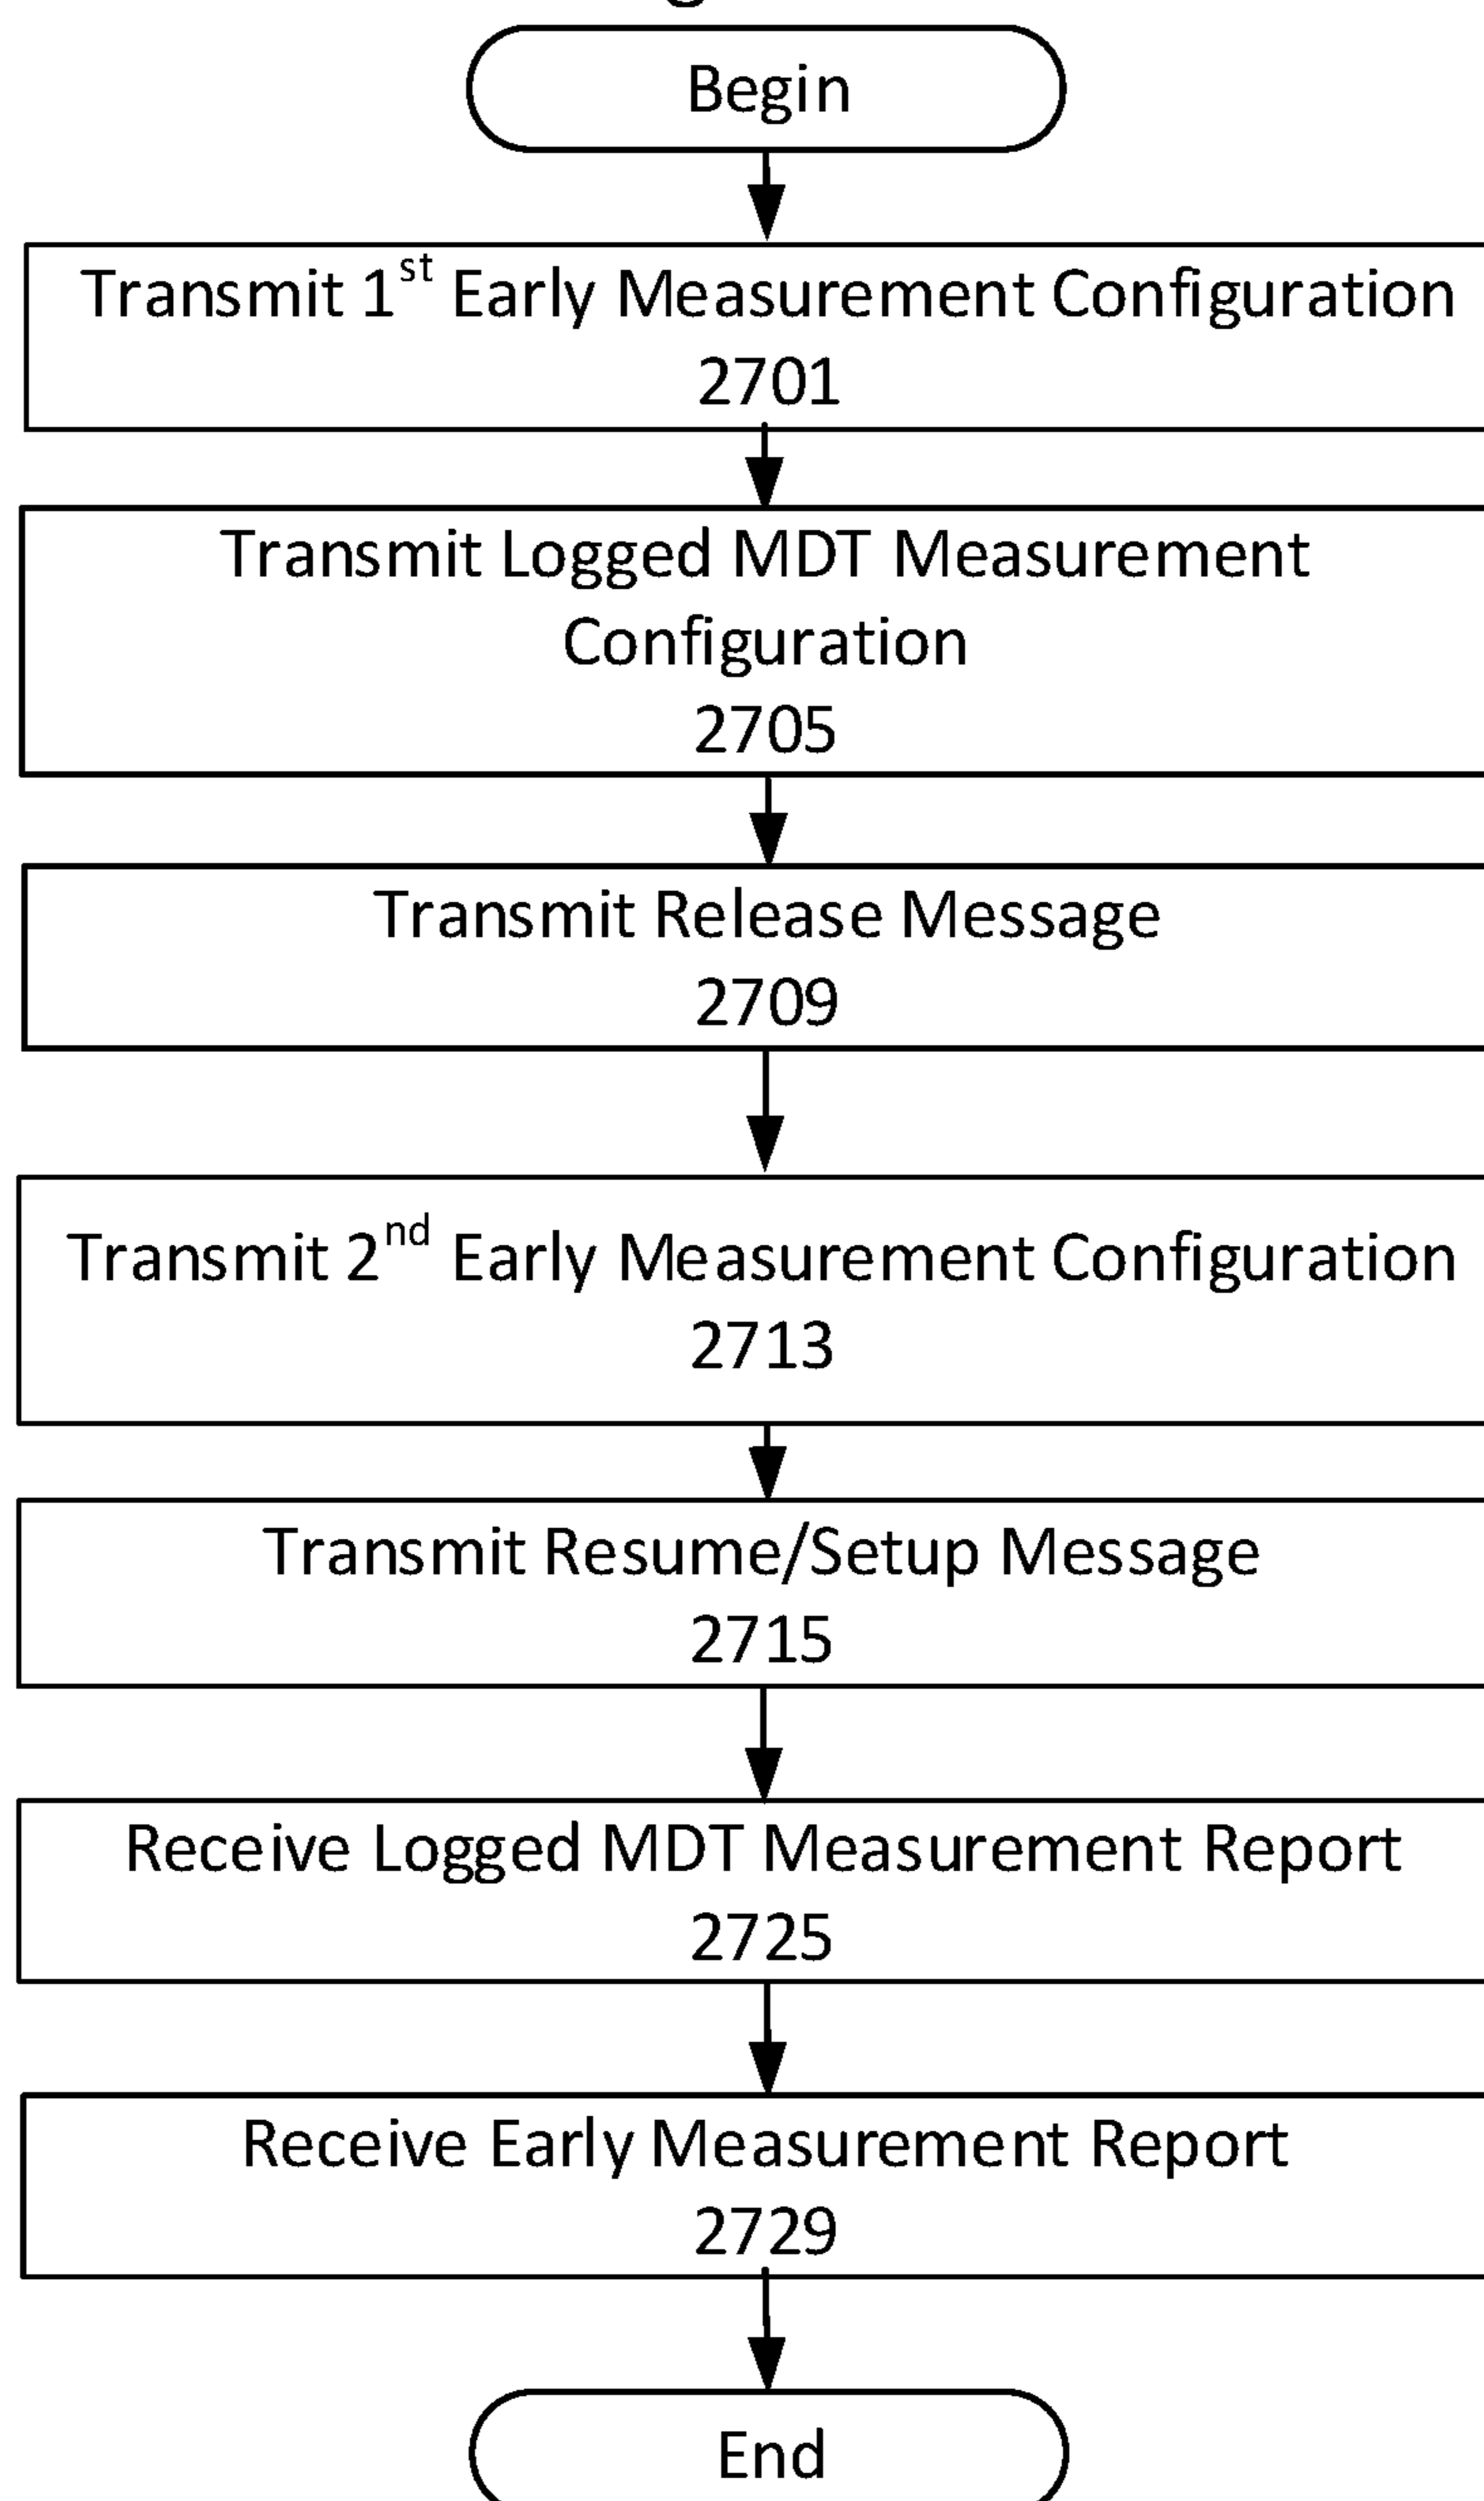 Begin
Transmit 1st Early Measurement Configuration
2701
Transmit Logged MDT Measurement
Configuration
2705
Transmit Release Message
2709
Transmit 2nd Early Measurement Configuration
2713
Transmit Resume/Setup Message
2715
Receive Logged MDT Measurement Report
2725
Receive Early Measurement Report
2729
End